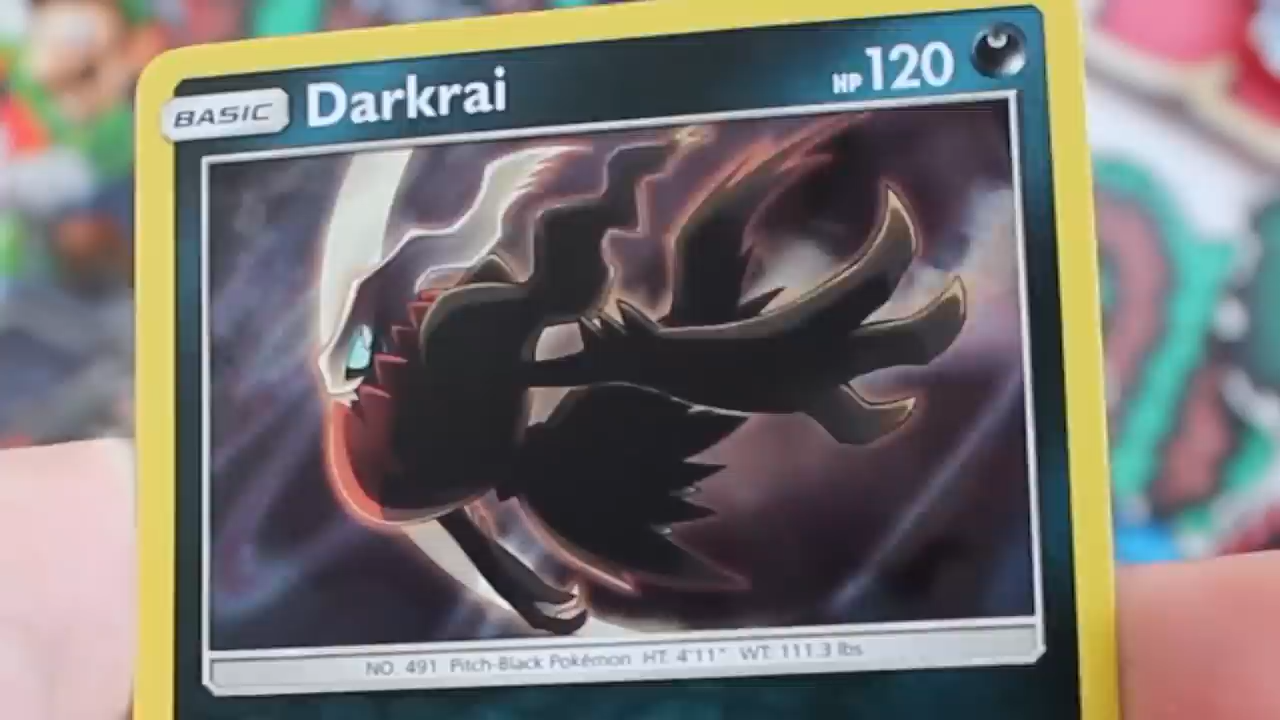 BASIC Darkrai HP 120
NO. 491 Pitch-Black Pokémon HT: 4'11" WT: 111.3 lbs